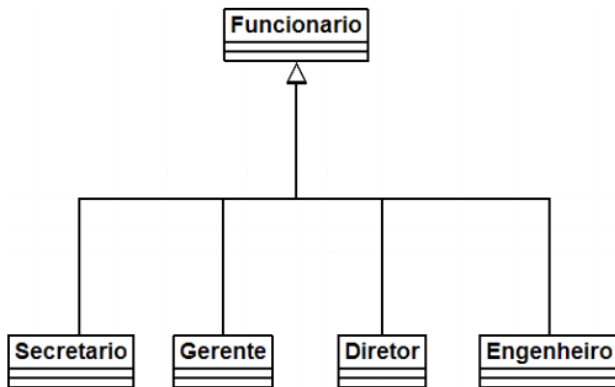 Funcionario
Secretario
Gerente
Diretor
Engenheiro